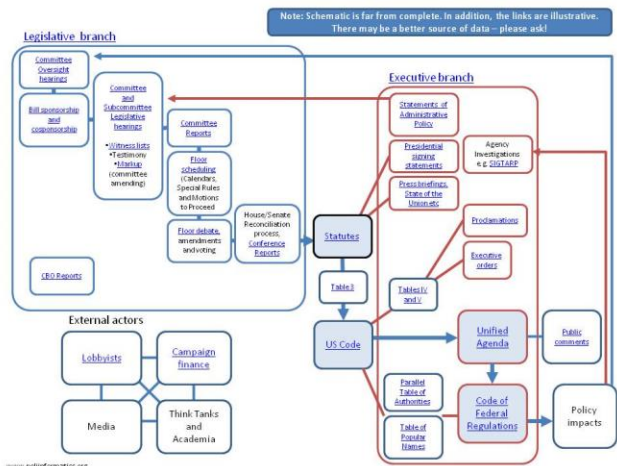 Note: Schematic is far from complete. In addition, the links are illustrative.
There may be a better source of data – please ask!
Legislative branch
Committee
Oversight
hearings
Bill sponsorship
and
cosponsorship
Committee
and
Subcommittee
Legislative
hearings
•Witness lists
•Testimony
•Markup
(committee
amending)
Committee
Reports
Floor
scheduling
(Calendars,
Special Rules
and Motions
to Proceed
Floor debate,
amendments
and voting
House/Senate
Reconciliation
process,
Conference
Reports
CBO Reports
Executive branch
Statements of
Administrative
Policy
Presidential
signing
statements
Press briefings,
State of the
Union etc
Agency
Investigations
e.g. SIGTARP
Proclamations
Executive
orders
Statutes
Table 3
Tables IV
and V
US Code
Unified
Agenda
Public
comments
Parallel
Table of
Authorities
Table of
Popular
Names
Code of
Federal
Regulations
Policy
impacts
External actors
Lobbyists
Campaign
finance
Media
Think Tanks
and
Academia
www.poliinformatics.org